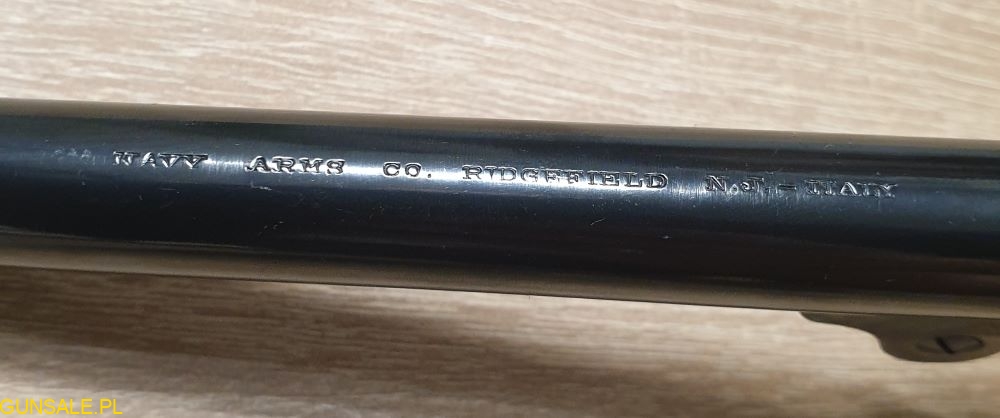 NAVY ARMS CO. RIDGEFIELD N.J. - ITALY
GUNSALE.PL